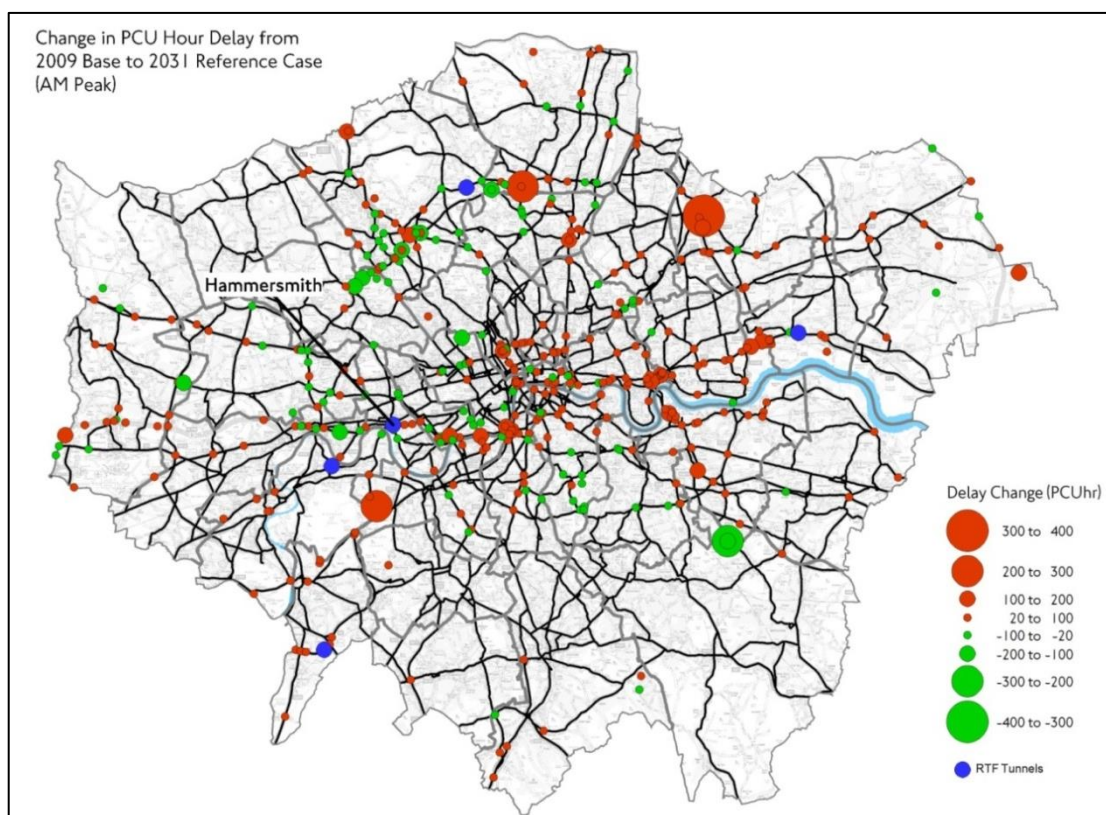 Change in PCU Hour Delay from
2009 Base to 2031 Reference Case
(AM Peak)
Hammersmith
Delay Change (PCUhr)
300 to 400
200 to 300
100 to 200
20 to 100
-100 to -20
-200 to -100
-300 to -200
-400 to -300
RTF Tunnels